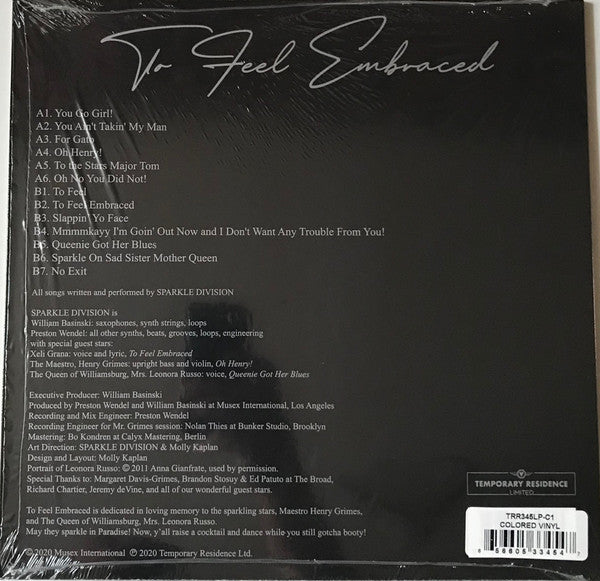 To Feel Embraced
A1. You Go Girl!
A2. You Ain't Takin' My Man
A3. For Gato
A4. Oh Henry!
A5. To the Stars Major Tom
A6. Oh No You Did Not!
B1. To Feel
B2. To Feel Embraced
B3. Slappin' Yo Face
B4. Mmmmkayy I'm Goin' Out Now and I Don't Want Any Trouble From You!
B5. Queenie Got Her Blues
B6. Sparkle On Sad Sister Mother Queen
B7. No Exit
All songs written and performed by SPARKLE DIVISION
SPARKLE DIVISION is
William Basinski: saxophones, synth strings, loops
Preston Wendel: all other synths, beats, grooves, loops, engineering
with special guest stars:
Xeli Grana: voice and lyric, To Feel Embraced
The Maestro, Henry Grimes: upright bass and violin, Oh Henry!
The Queen of Williamsburg, Mrs. Leonora Russo: voice, Queenie Got Her Blues
Executive Producer: William Basinski
Produced by Preston Wendel and William Basinski at Musex International, Los Angeles
Recording and Mix Engineer: Preston Wendel
Recording Engineer for Mr. Grimes session: Nolan Thies at Bunker Studio, Brooklyn
Mastering: Bo Kondren at Calyx Mastering, Berlin
Art Direction: SPARKLE DIVISION & Molly Kaplan
Design and Layout: Molly Kaplan
Portrait of Leonora Russo: © 2011 Anna Gianfrate, used by permission.
Special Thanks to: Margaret Davis-Grimes, Brandon Stosuy & Ed Patuto at The Broad,
Richard Chartier, Jeremy deVine, and all of our wonderful guest stars.
To Feel Embraced is dedicated in loving memory to the sparkling stars, Maestro Henry Grimes,
and The Queen of Williamsburg, Mrs. Leonora Russo.
May they sparkle in Paradise! Now, y'all raise a cocktail and dance while you still gotcha booty!
© 2020 Musex International ℗ 2020 Temporary Residence Ltd.
TEMPORARY RESIDENCE
LIMITED
TRR345LP-C1
COLORED VINYL
6 56605 33454 7